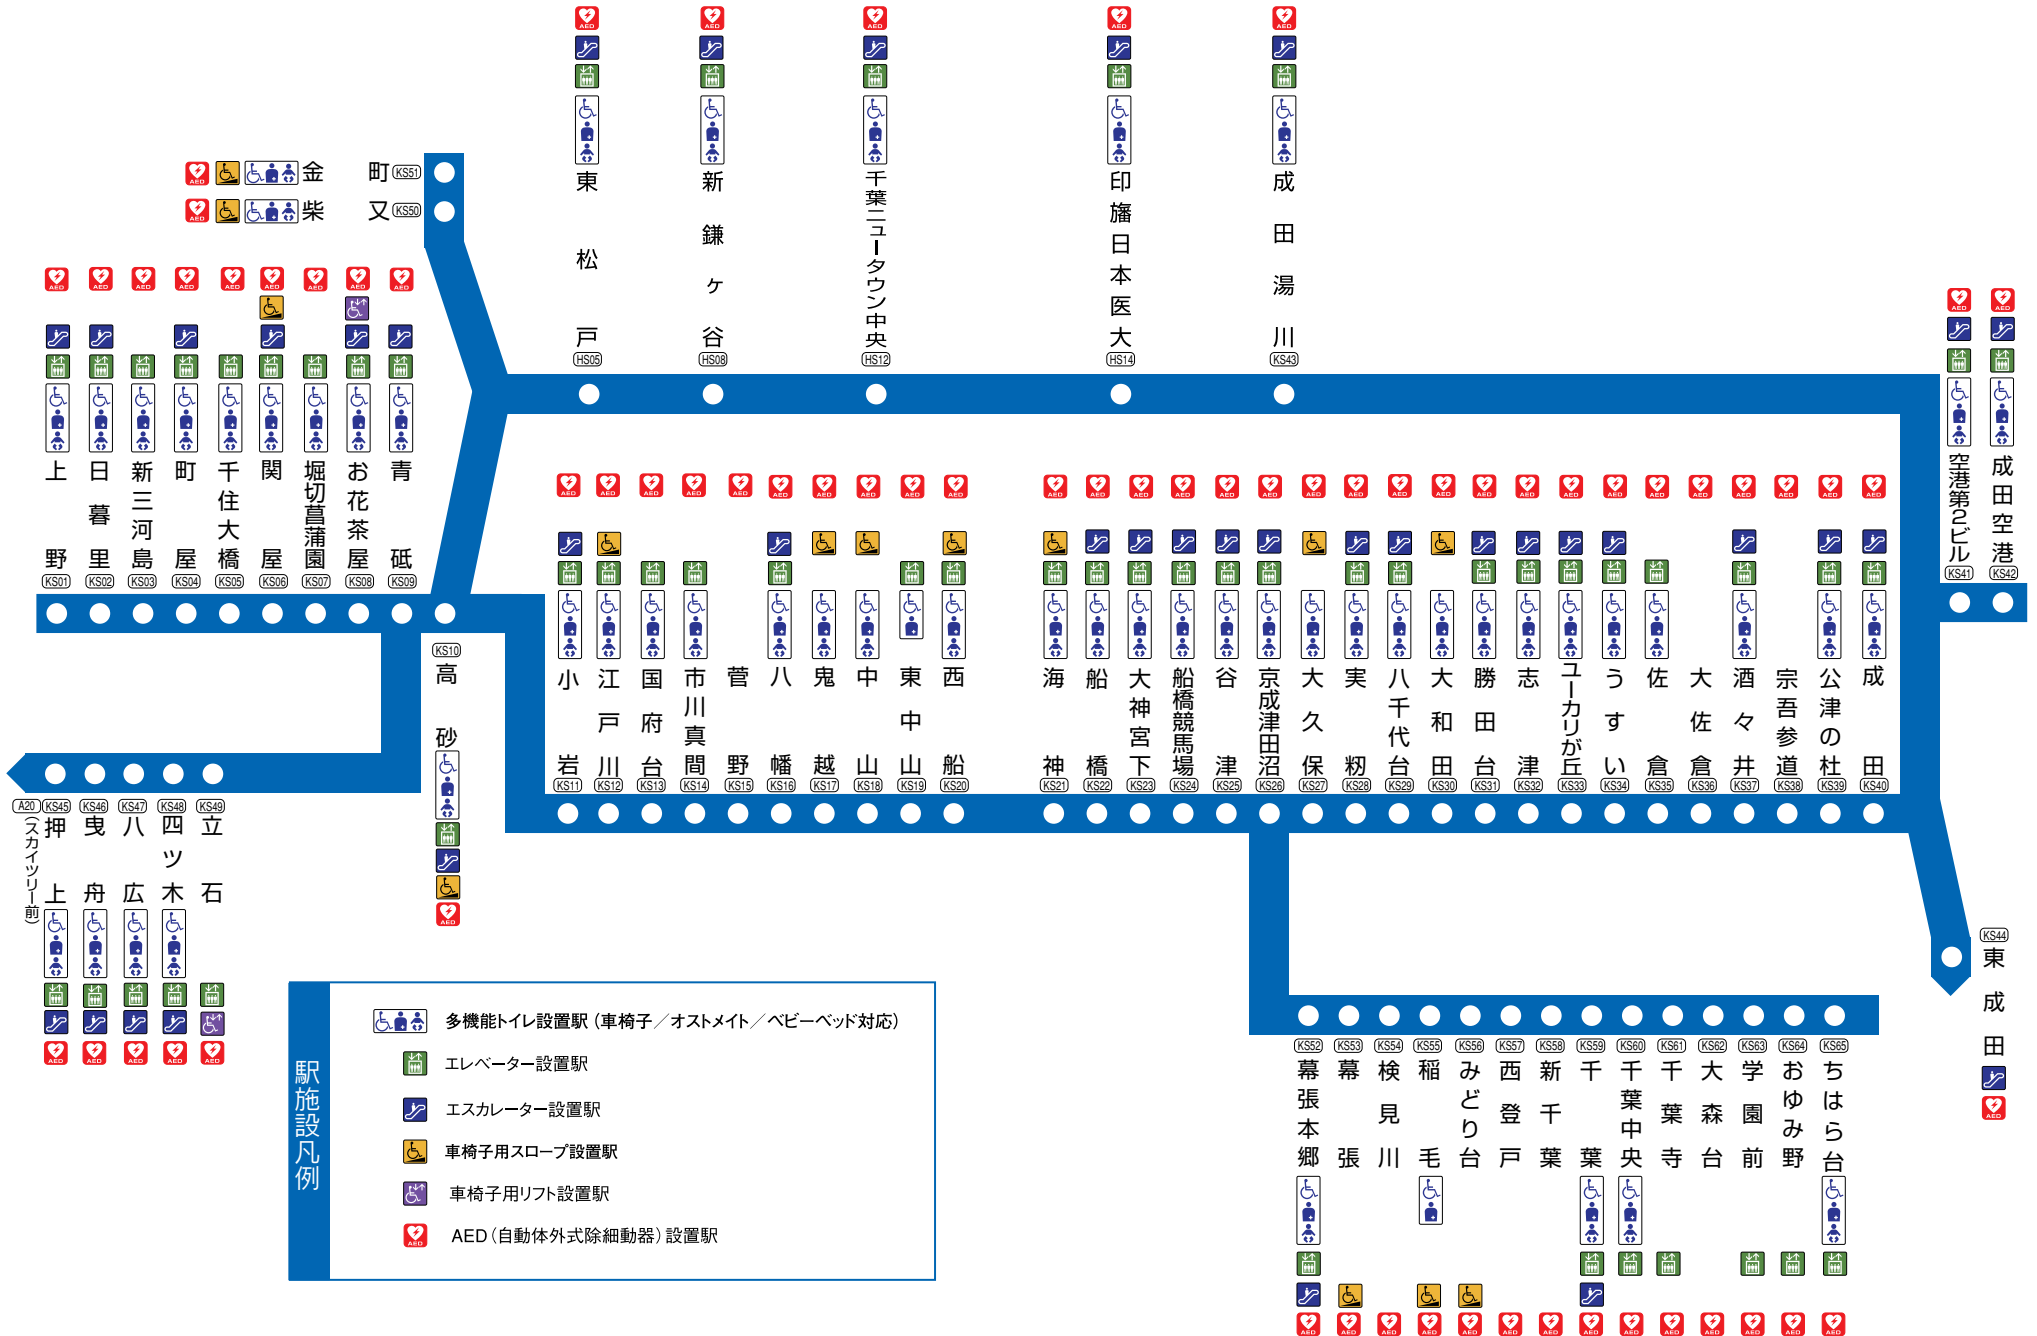 金町 KS51
柴又 KS50
東松戸
HS05
新鎌ヶ谷
HS08
千葉ニュータウン中央
HS12
印旛日本医大
HS14
成田湯川
KS43
上野
KS01
日暮里
KS02
新三河島
KS03
町屋
KS04
千住大橋
KS05
関屋
KS06
堀切菖蒲園
KS07
お花茶屋
KS08
青砥
KS09
KS10
高砂
小岩
KS11
江戸川
KS12
国府台
KS13
市川真間
KS14
菅野
KS15
八幡
KS16
鬼越
KS17
中山
KS18
東中山
KS19
西船
KS20
海神
KS21
船橋
KS22
大神宮下
KS23
船橋競馬場
KS24
谷津
KS25
京成津田沼
KS26
大久保
KS27
実籾
KS28
八千代台
KS29
大和田
KS30
勝田台
KS31
志津
KS32
ユーカリが丘
KS33
うすい
KS34
佐倉
KS35
大佐倉
KS36
酒々井
KS37
宗吾参道
KS38
公津の杜
KS39
成田
KS40
空港第2ビル
KS41
成田空港
KS42
KS44
東成田
A20 KS45
押上
(スカイツリー前)
KS46
曳舟
KS47
八広
KS48
四ツ木
KS49
立石
KS52
幕張本郷
KS53
幕張
KS54
検見川
KS55
稲毛
KS56
みどり台
KS57
西登戸
KS58
新千葉
KS59
千葉
KS60
千葉中央
KS61
千葉寺
KS62
大森台
KS63
学園前
KS64
おゆみ野
KS65
ちはら台
駅施設凡例
多機能トイレ設置駅(車椅子/オストメイト/ベビーベッド対応)
エレベーター設置駅
エスカレーター設置駅
車椅子用スロープ設置駅
車椅子用リフト設置駅
AED AED(自動体外式除細動器)設置駅